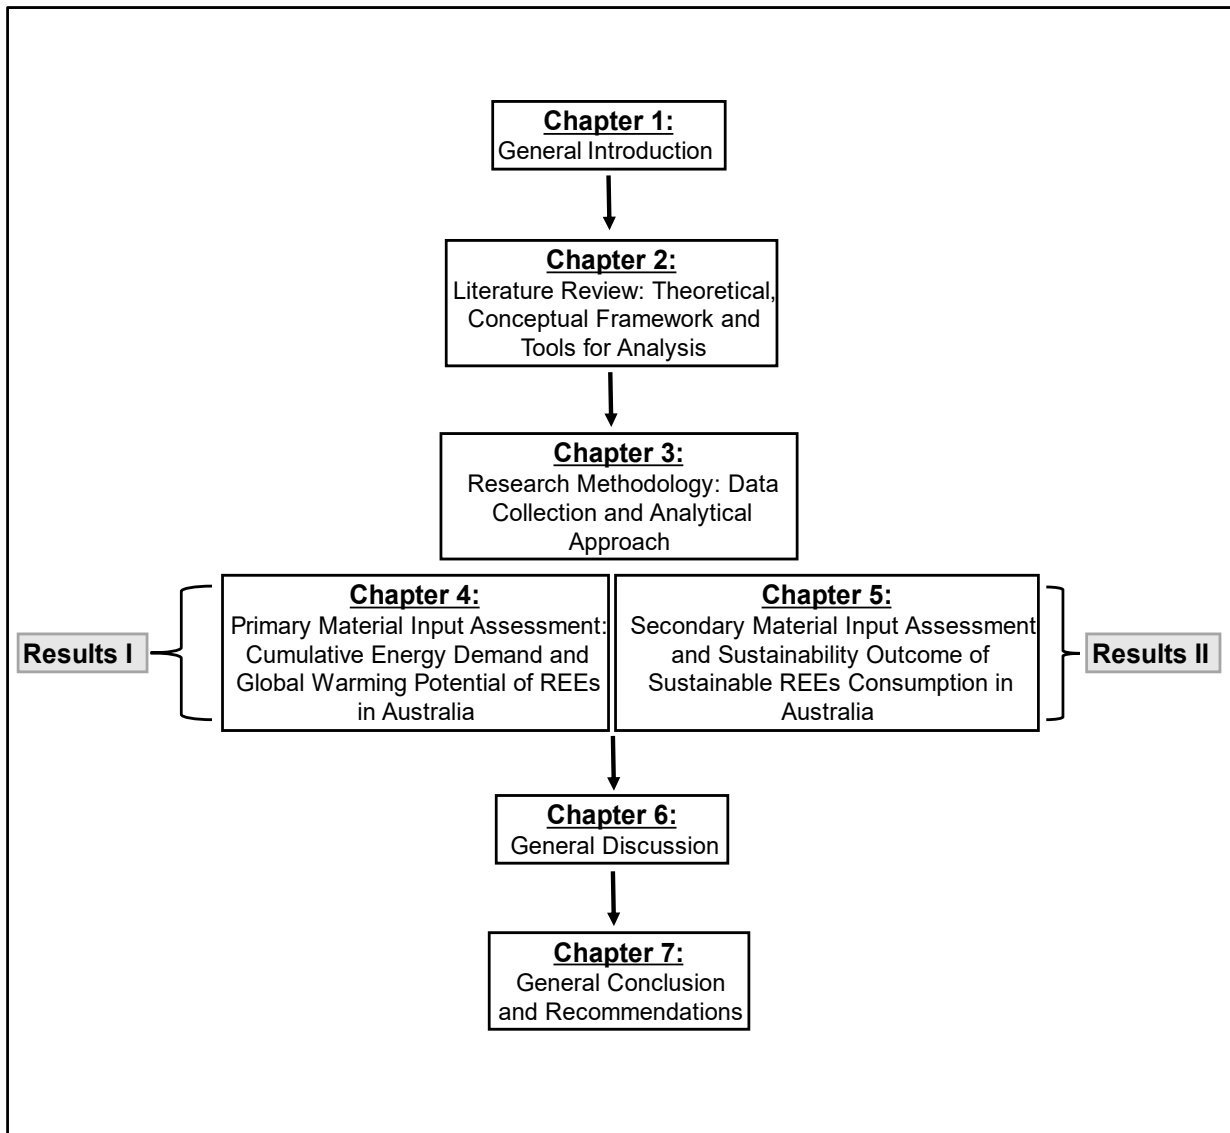 Chapter 1:
General Introduction
Chapter 2:
Literature Review: Theoretical,
Conceptual Framework and
Tools for Analysis
Chapter 3:
Research Methodology: Data
Collection and Analytical
Approach
Results I
Chapter 4:
Primary Material Input Assessment:
Cumulative Energy Demand and
Global Warming Potential of REEs
in Australia
Chapter 5:
Secondary Material Input Assessment
and Sustainability Outcome of
Sustainable REEs Consumption in
Australia
Results II
Chapter 6:
General Discussion
Chapter 7:
General Conclusion
and Recommendations